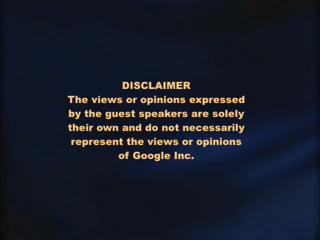 DISCLAIMER
The views or opinions expressed
by the guest speakers are solely
their own and do not necessarily
represent the views or opinions
of Google Inc.